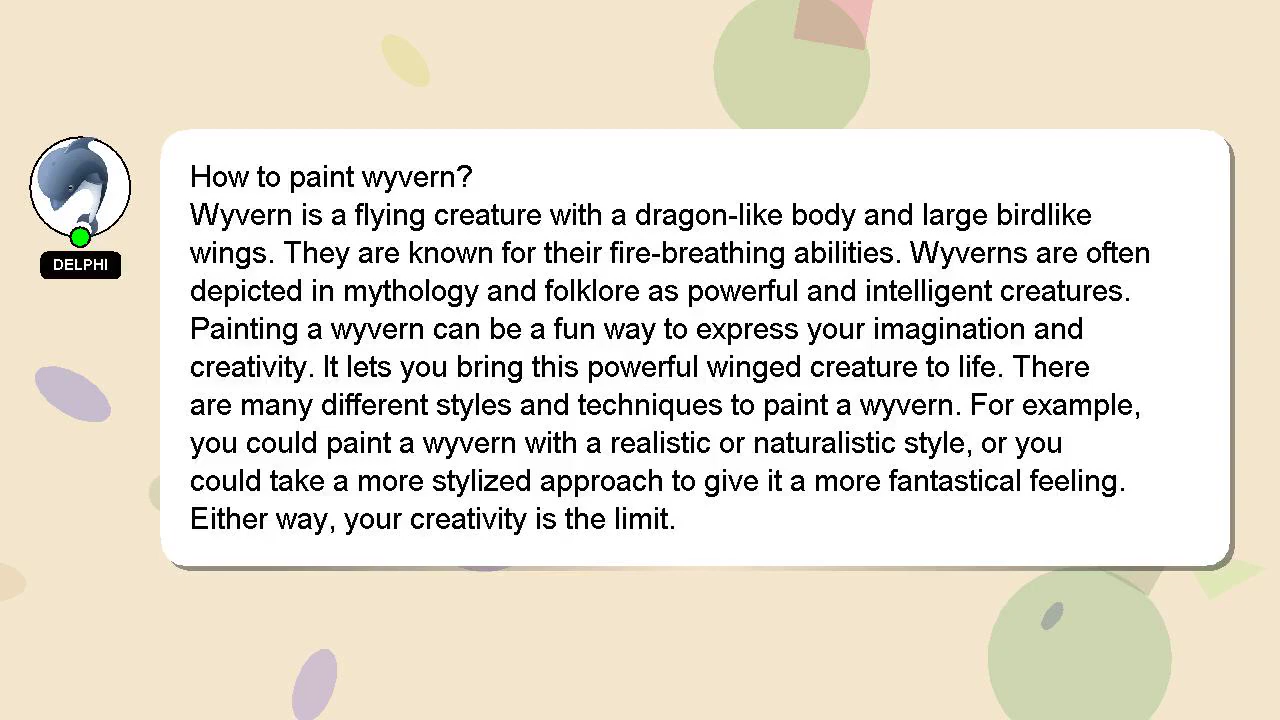 DELPHI
How to paint wyvern?
Wyvern is a flying creature with a dragon-like body and large birdlike
wings. They are known for their fire-breathing abilities. Wyverns are often
depicted in mythology and folklore as powerful and intelligent creatures.
Painting a wyvern can be a fun way to express your imagination and
creativity. It lets you bring this powerful winged creature to life. There
are many different styles and techniques to paint a wyvern. For example,
you could paint a wyvern with a realistic or naturalistic style, or you
could take a more stylized approach to give it a more fantastical feeling.
Either way, your creativity is the limit.